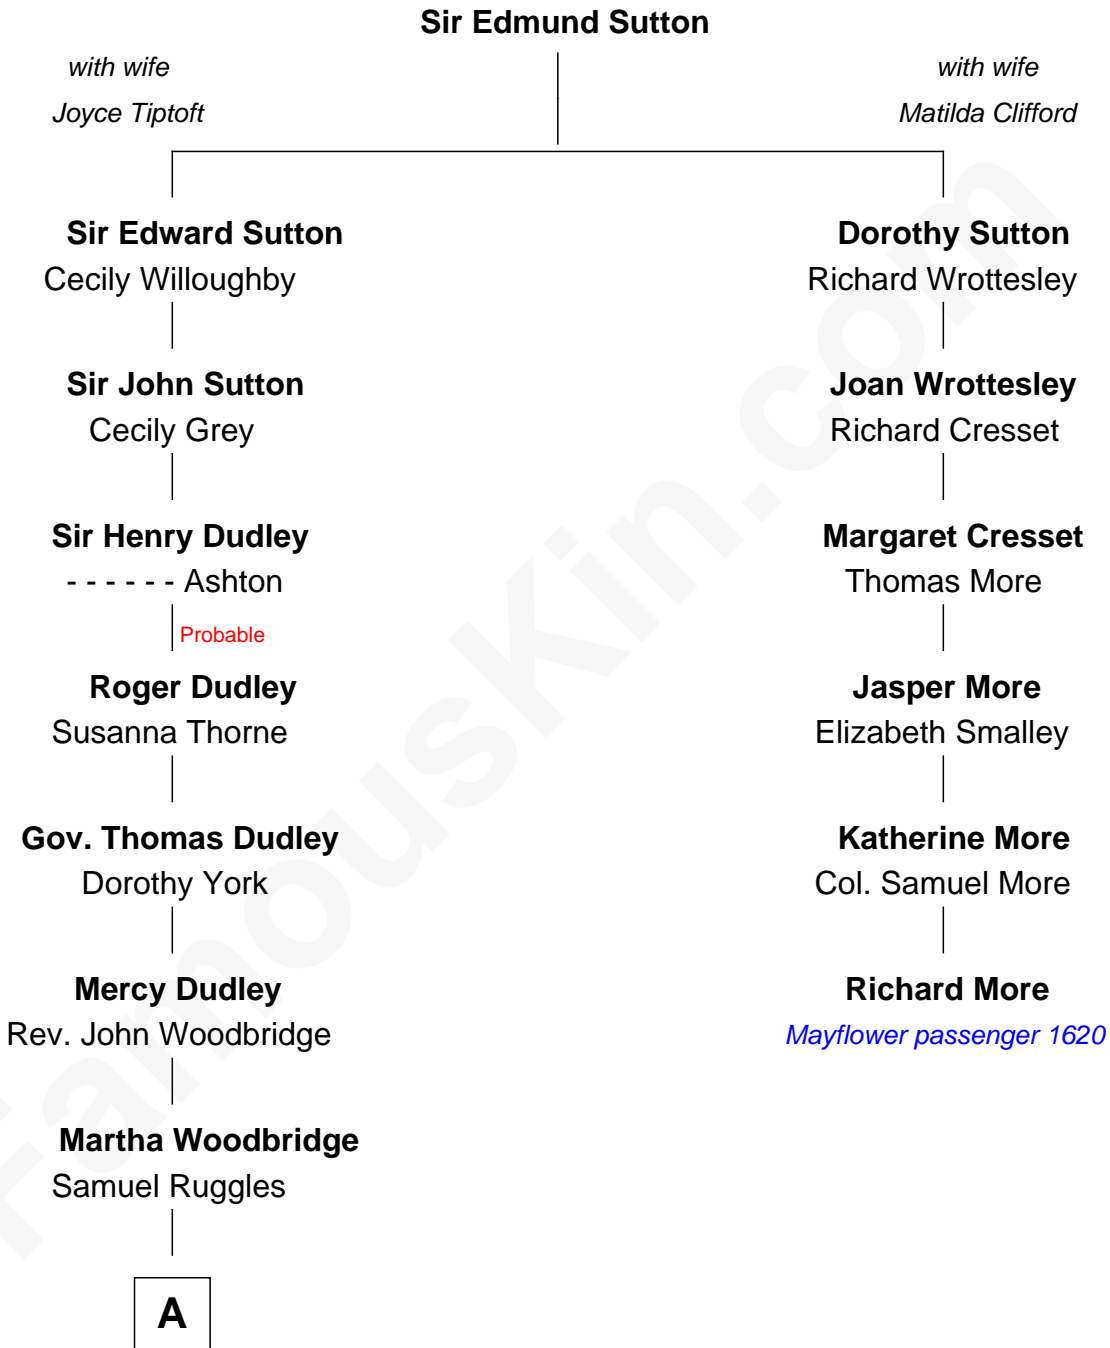 Sir Edmund Sutton
with wife
Joyce Tiptoft
with wife
Matilda Clifford
Sir Edward Sutton
Cecily Willoughby
Dorothy Sutton
Richard Wrottesley
Sir John Sutton
Cecily Grey
Joan Wrottesley
Richard Cresset
Sir Henry Dudley
- - - - - - Ashton
Margaret Cresset
Thomas More
Probable
Roger Dudley
Susanna Thorne
Jasper More
Elizabeth Smalley
Gov. Thomas Dudley
Dorothy York
Katherine More
Col. Samuel More
Mercy Dudley
Rev. John Woodbridge
Richard More
Mayflower passenger 1620
Martha Woodbridge
Samuel Ruggles
A
FamousKin.com